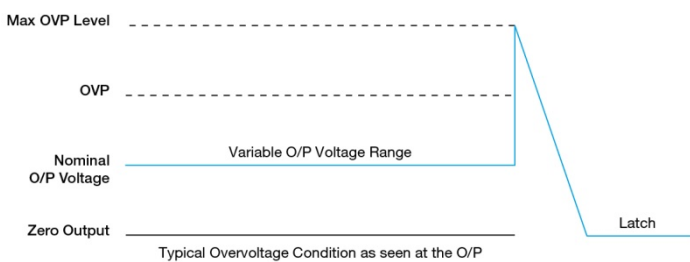 Max OVP Level
OVP
Variable O/P Voltage Range
Nominal
O/P Voltage
Zero Output
Latch
Typical Overvoltage Condition as seen at the O/P